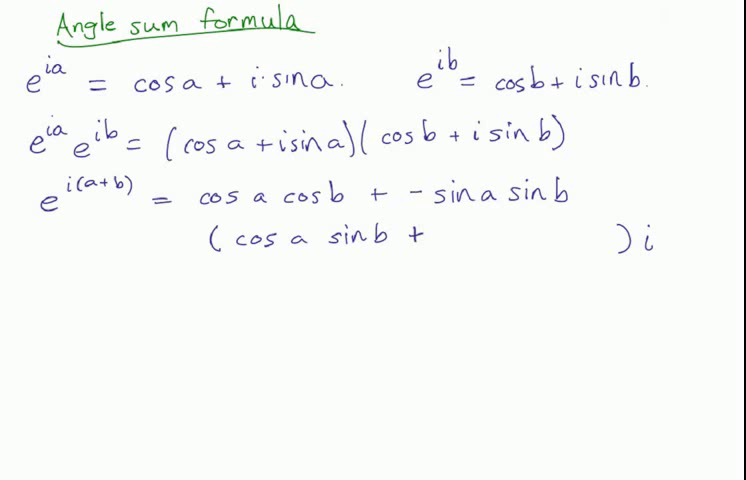 Angle sum formula
e^{ia} = cos a + i·sin a. e^{ib} = cos b + i sin b.
e^{ia} e^{ib} = (cos a + i sin a)(cos b + i sin b)
e^{i(a+b)} = cos a cos b + - sin a sin b
(cos a sin b + ) i